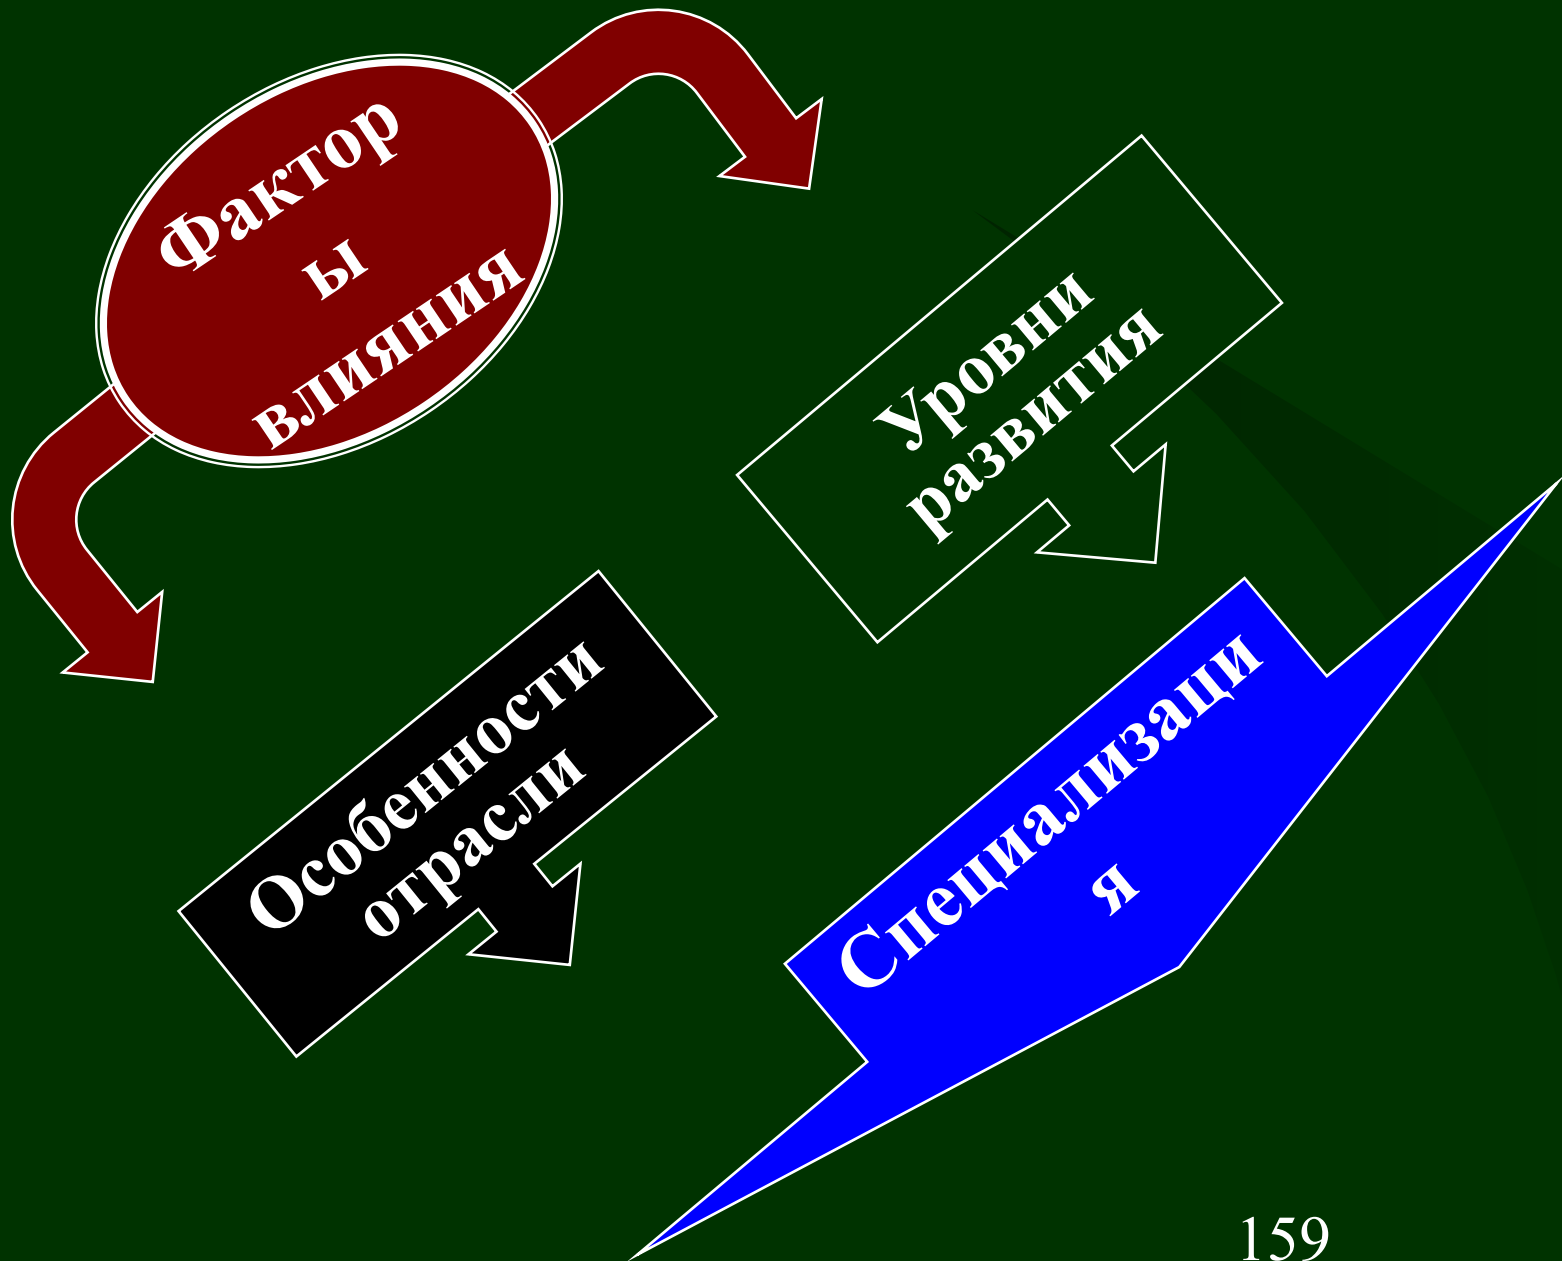 Фактор
ы
влияния
Уровни
развития
Особенности
отрасли
Специализаци
я
159